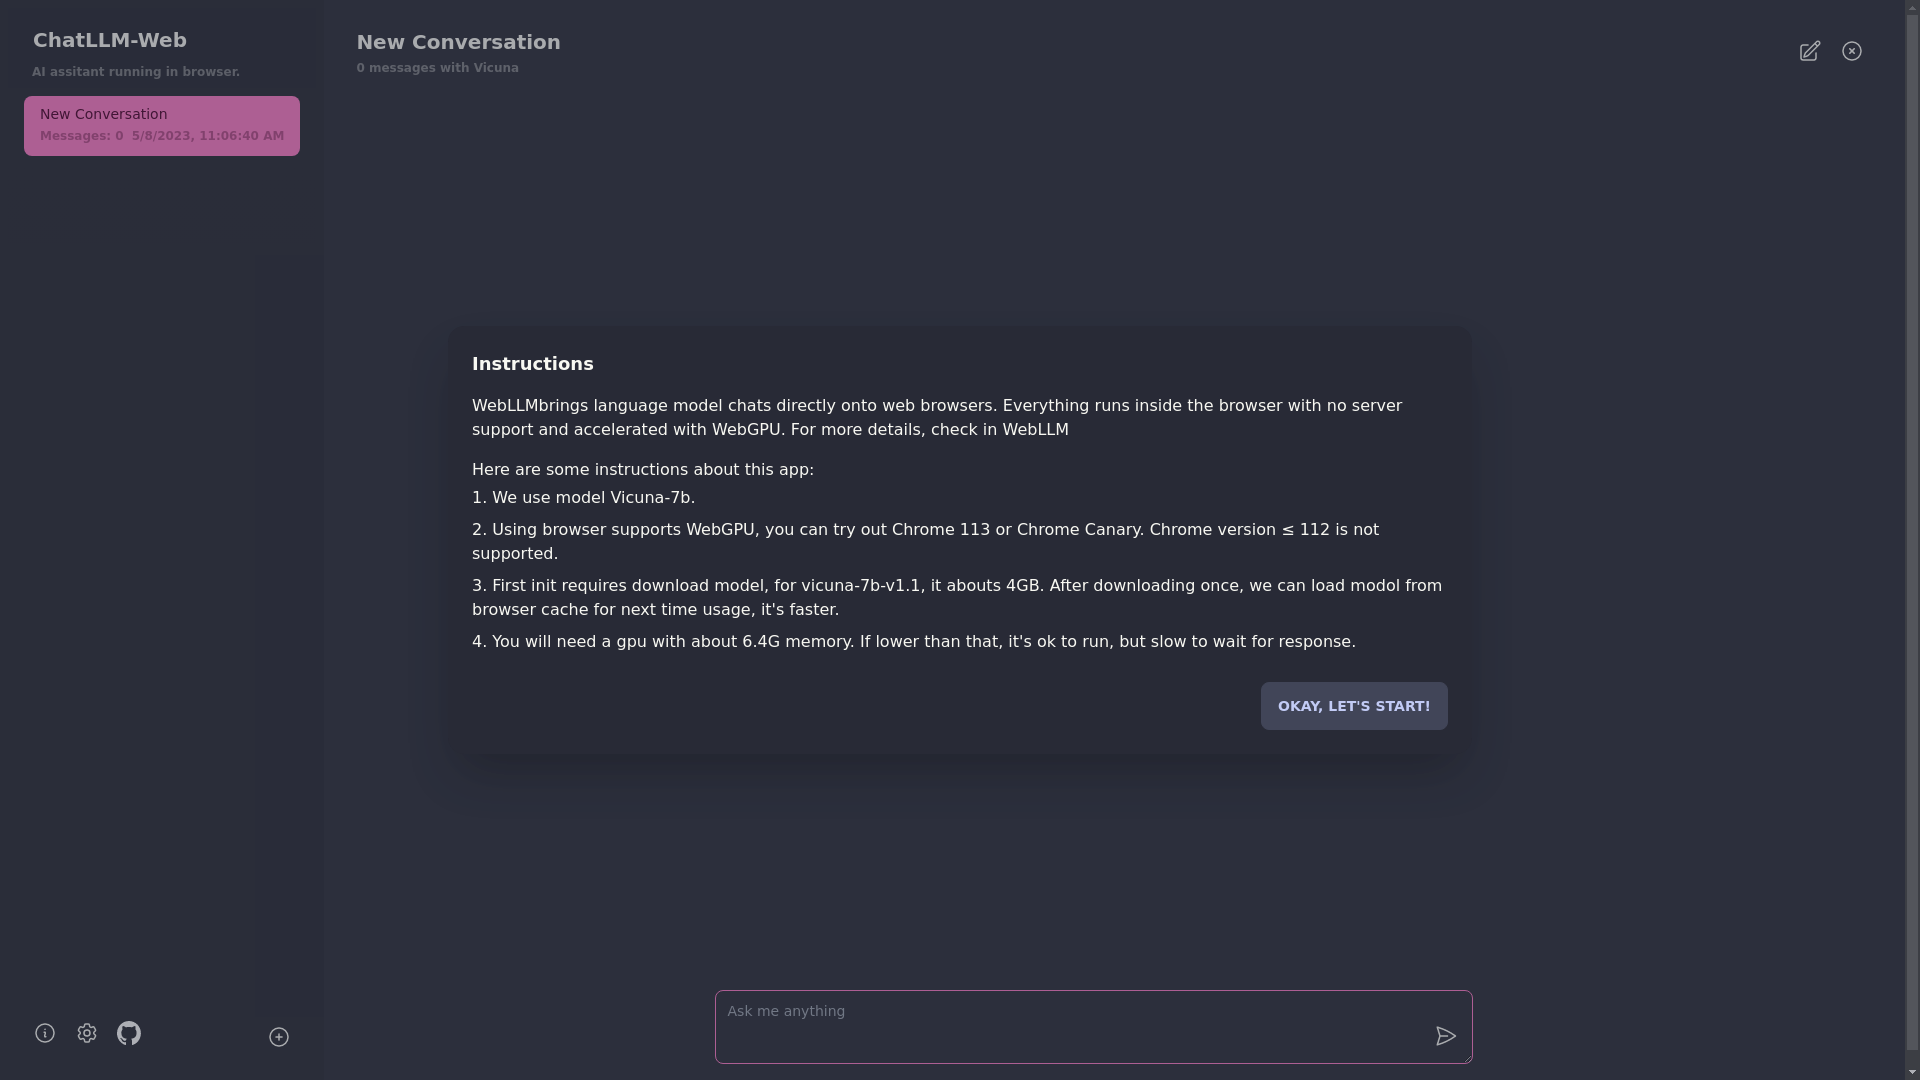 ChatLLM-Web
AI assitant running in browser.
New Conversation
Messages: 0 5/8/2023, 11:06:40 AM
New Conversation
0 messages with Vicuna
Instructions
WebLLMbrings language model chats directly onto web browsers. Everything runs inside the browser with no server
support and accelerated with WebGPU. For more details, check in WebLLM
Here are some instructions about this app:
1. We use model Vicuna-7b.
2. Using browser supports WebGPU, you can try out Chrome 113 or Chrome Canary. Chrome version ≤ 112 is not
supported.
3. First init requires download model, for vicuna-7b-v1.1, it abouts 4GB. After downloading once, we can load modol from
browser cache for next time usage, it's faster.
4. You will need a gpu with about 6.4G memory. If lower than that, it's ok to run, but slow to wait for response.
OKAY, LET'S START!
Ask me anything